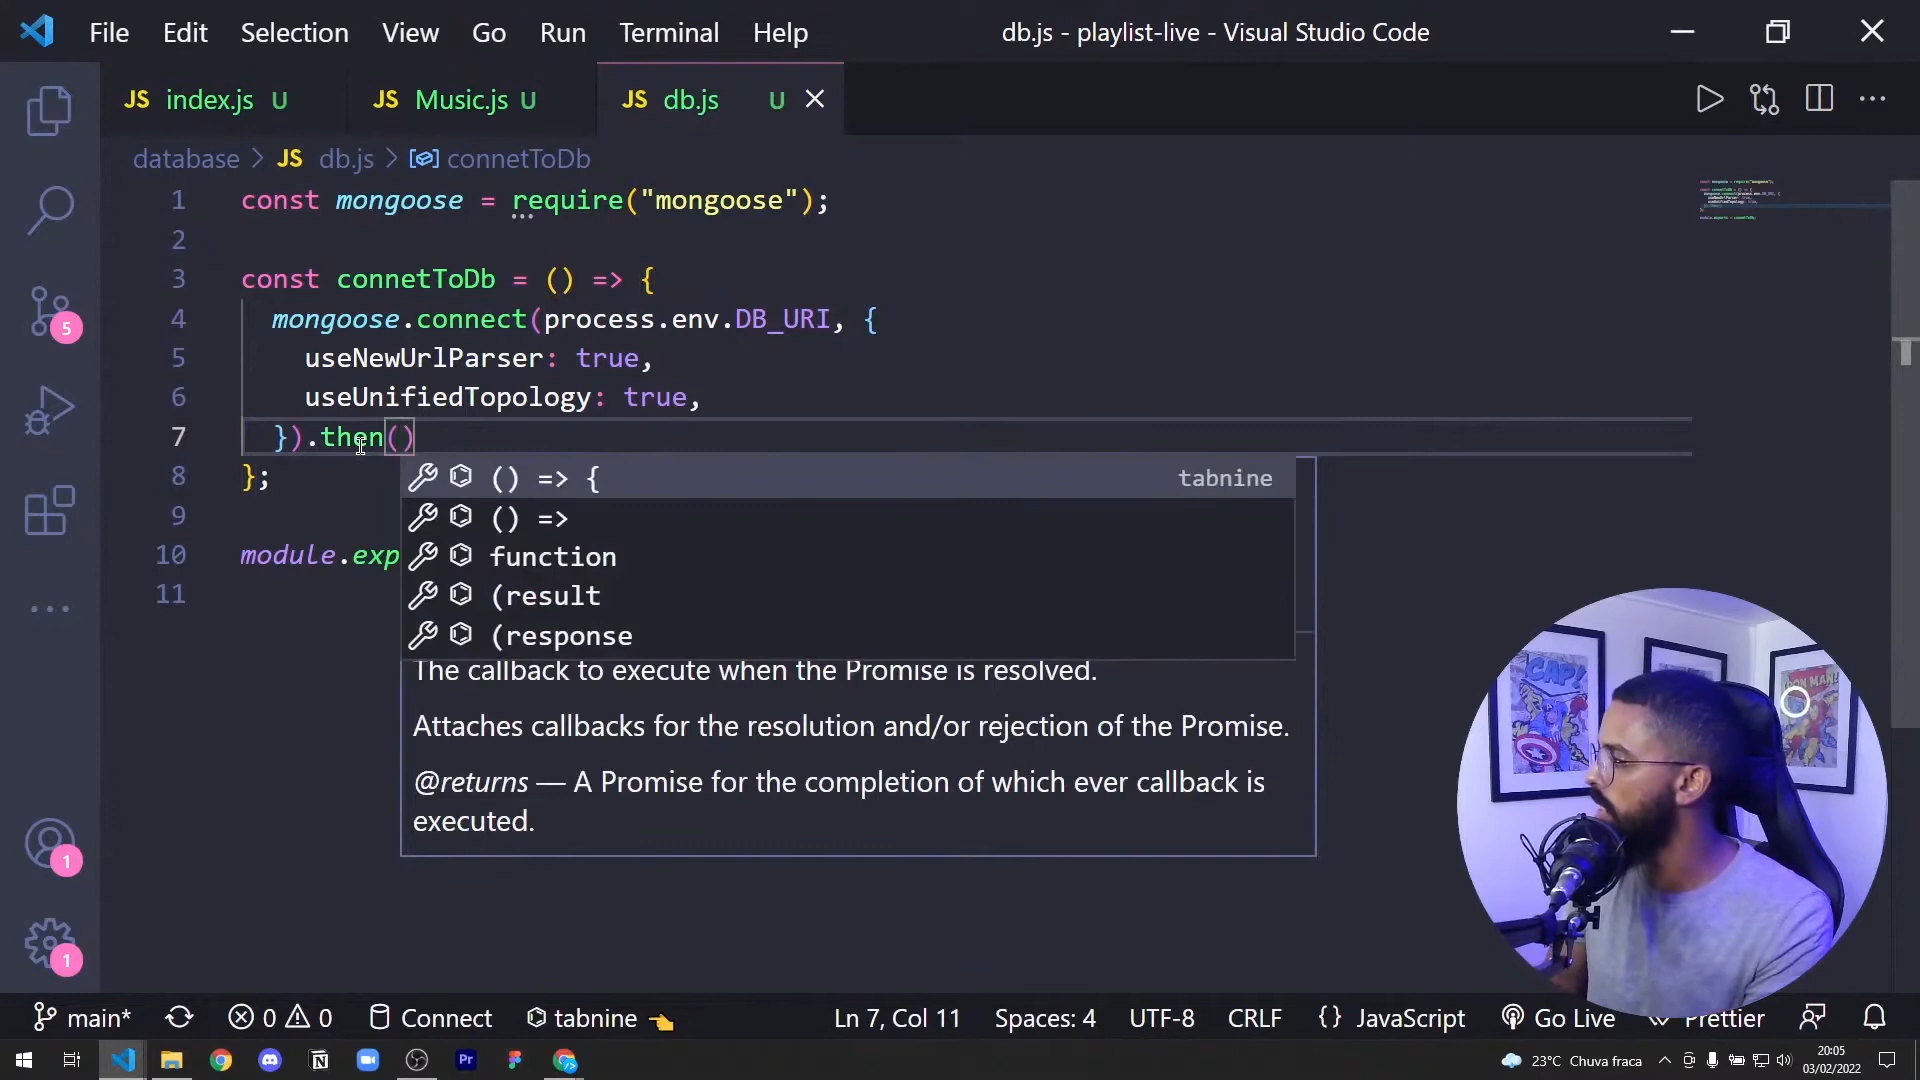 File Edit Selection View Go Run Terminal Help db.js - playlist-live - Visual Studio Code
JS index.js U JS Music.js U JS db.js U
database > JS db.js > connetToDb
1 const mongoose = require("mongoose");
2
3 const connetToDb = () => {
4 mongoose.connect(process.env.DB_URI, {
5 useNewUrlParser: true,
6 useUnifiedTopology: true,
7 }).then()
8 };
9
10 module.exp
11
() => { tabnine
() =>
function
(result
(response
The callback to execute when the Promise is resolved.
Attaches callbacks for the resolution and/or rejection of the Promise.
@returns — A Promise for the completion of which ever callback is
executed.
5
1
1
CAP!
IRON MAN!
main* 0 0 Connect tabnine Ln 7, Col 11 Spaces: 4 UTF-8 CRLF {} JavaScript Go Live Prettier
23°C Chuva fraca 20:05
03/02/2022